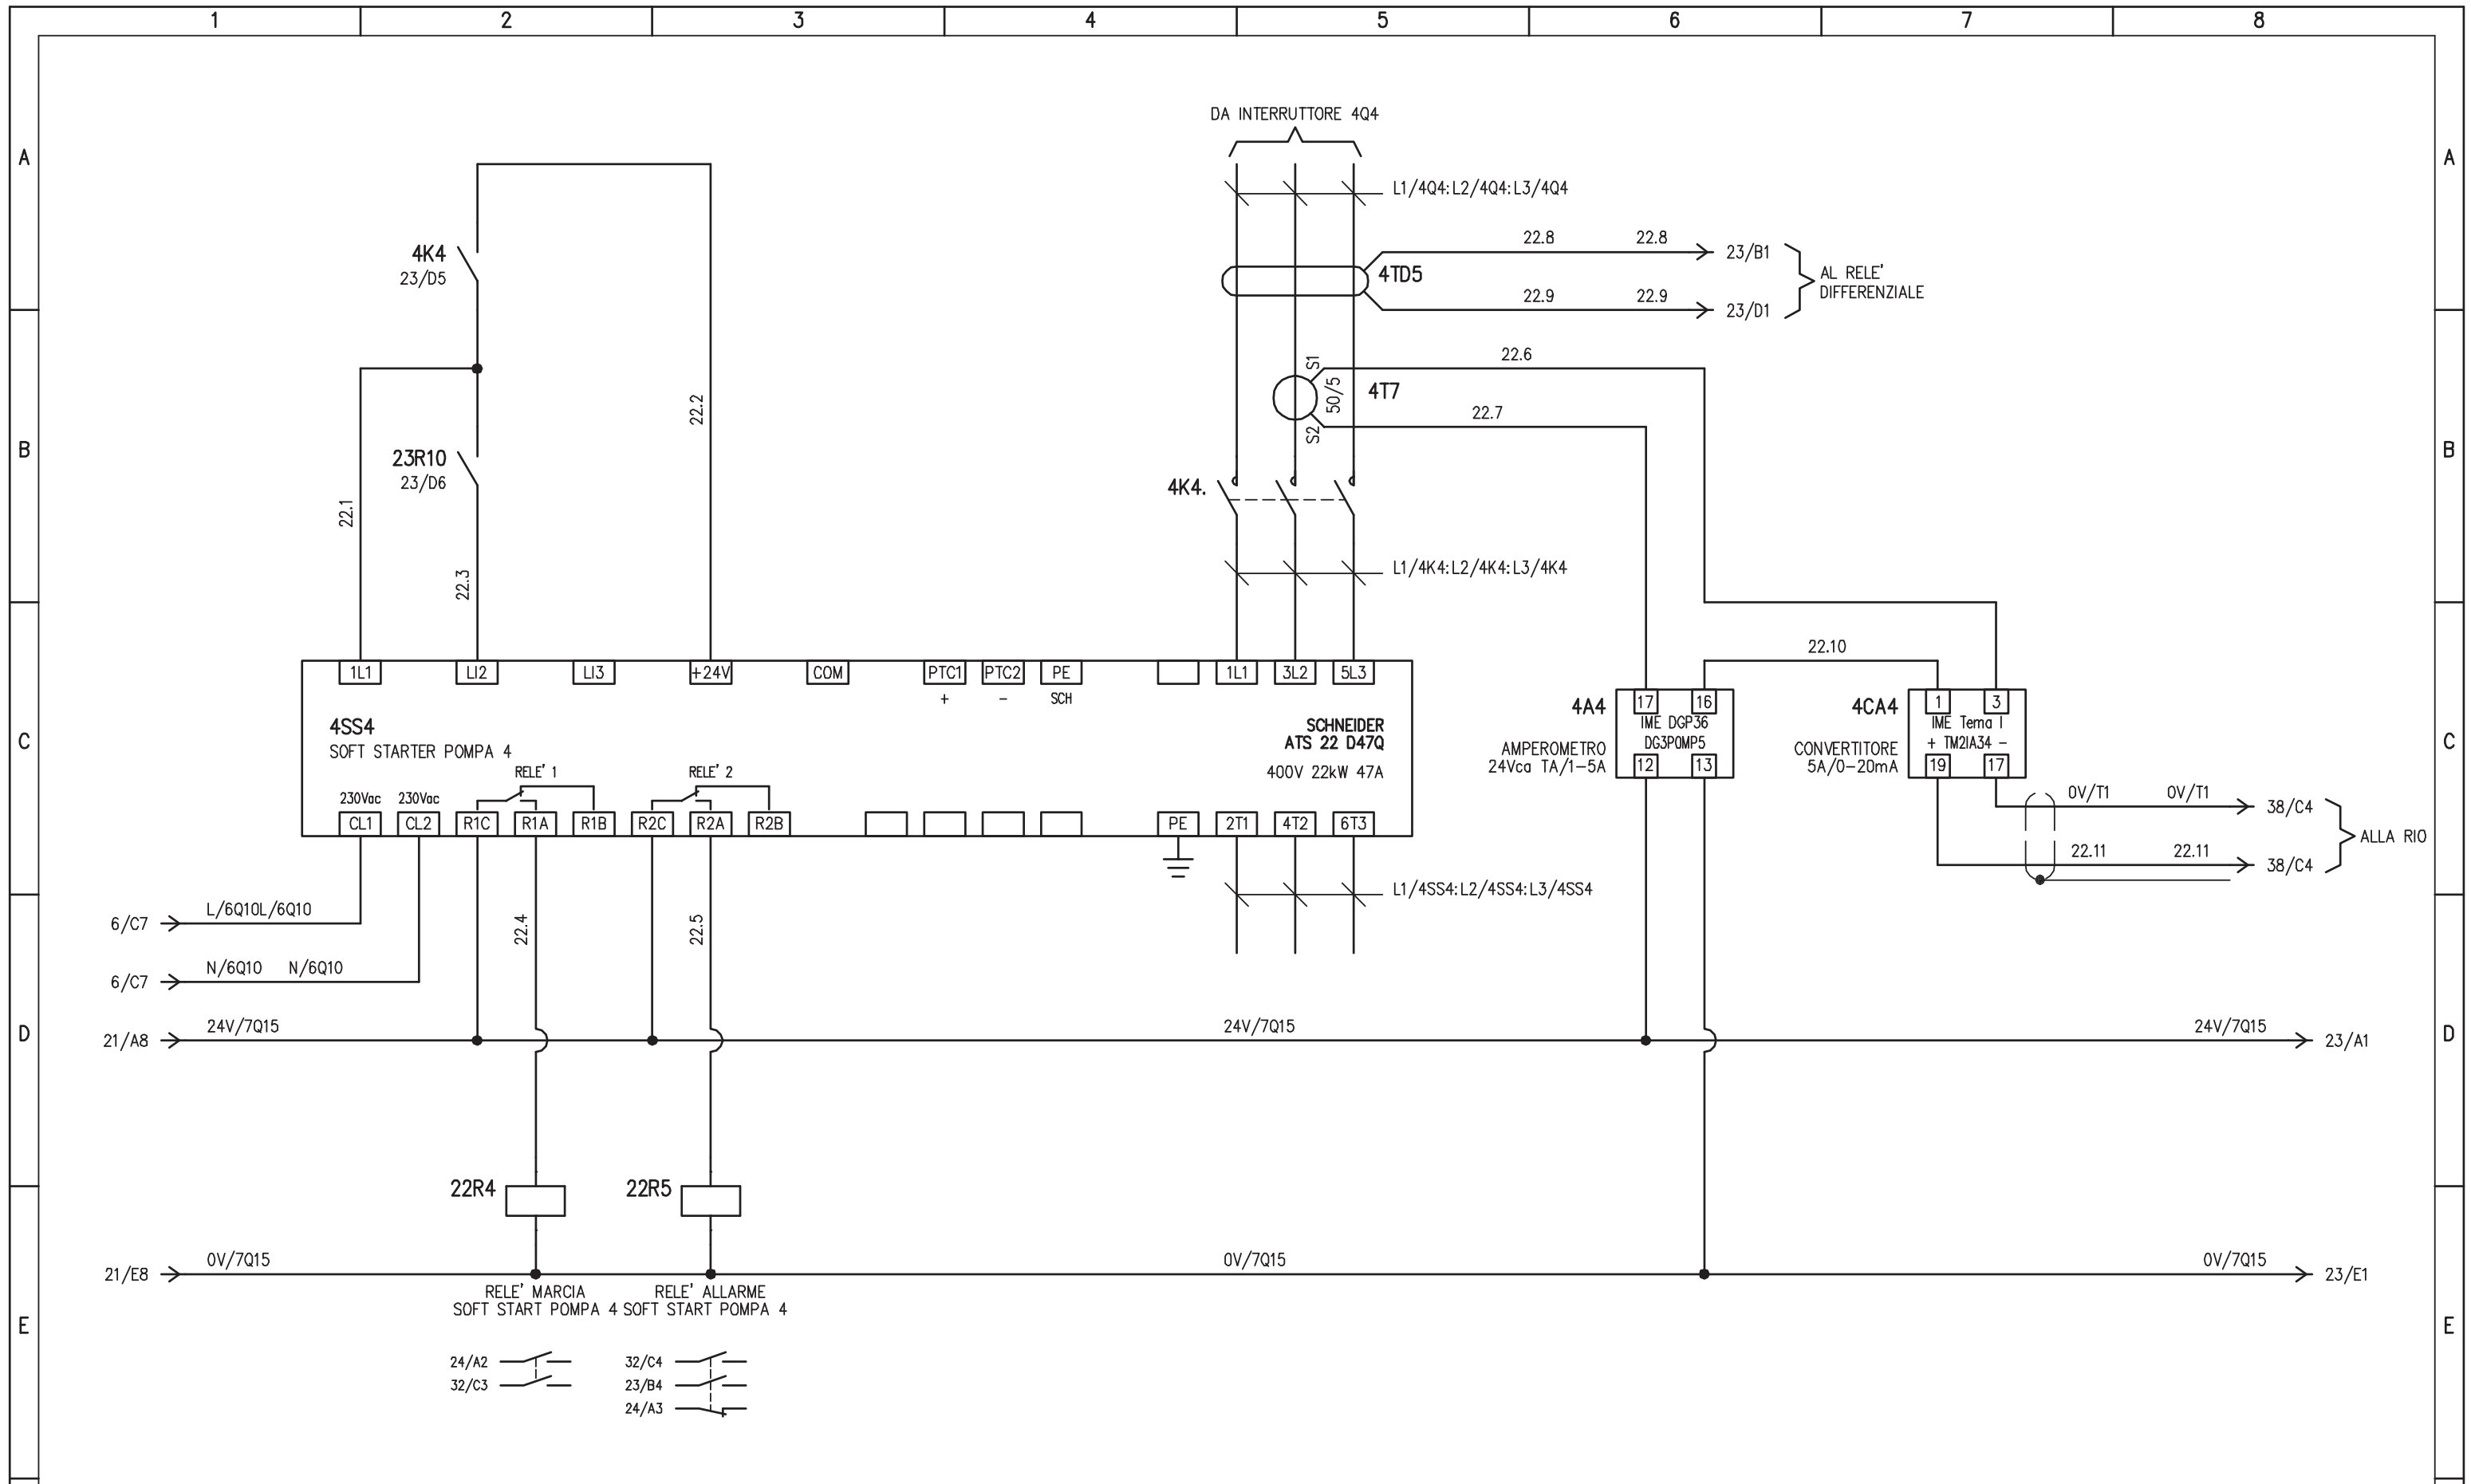 1 2 3 4 5 6 7 8
A A
DA INTERRUTTORE 4Q4
L1/4Q4:L2/4Q4:L3/4Q4
4K4
23/D5
22.8 22.8 23/B1
4TD5
AL RELE'
DIFFERENZIALE
22.9 22.9 23/D1
B B
22.6
S1
50/5
S2
4T7
22.7
22.2
23R10
23/D6
22.1
4K4.
22.3
L1/4K4:L2/4K4:L3/4K4
22.10
C C
1L1 LI2 LI3 +24V COM PTC1 PTC2 PE 1L1 3L2 5L3
+ – SCH
4SS4
SOFT STARTER POMPA 4
SCHNEIDER
ATS 22 D47Q
400V 22kW 47A
RELE' 1 RELE' 2
230Vac 230Vac
CL1 CL2 R1C R1A R1B R2C R2A R2B PE 2T1 4T2 6T3
4A4
17 16
IME DGP36
DG3P0MP5
AMPEROMETRO
24Vca TA/1–5A
12 13
4CA4
1 3
IME Tema I
+ TM2IA34 –
CONVERTITORE
5A/0–20mA
19 17
0V/T1 0V/T1 38/C4
ALLA RIO
22.11 22.11 38/C4
L1/4SS4:L2/4SS4:L3/4SS4
6/C7 L/6Q10L/6Q10
22.4 22.5
6/C7 N/6Q10 N/6Q10
D D
21/A8 24V/7Q15 24V/7Q15 24V/7Q15 23/A1
22R4 22R5
21/E8 0V/7Q15 0V/7Q15 0V/7Q15 23/E1
RELE' MARCIA
SOFT START POMPA 4
RELE' ALLARME
SOFT START POMPA 4
E E
24/A2
32/C3
32/C4
23/B4
24/A3